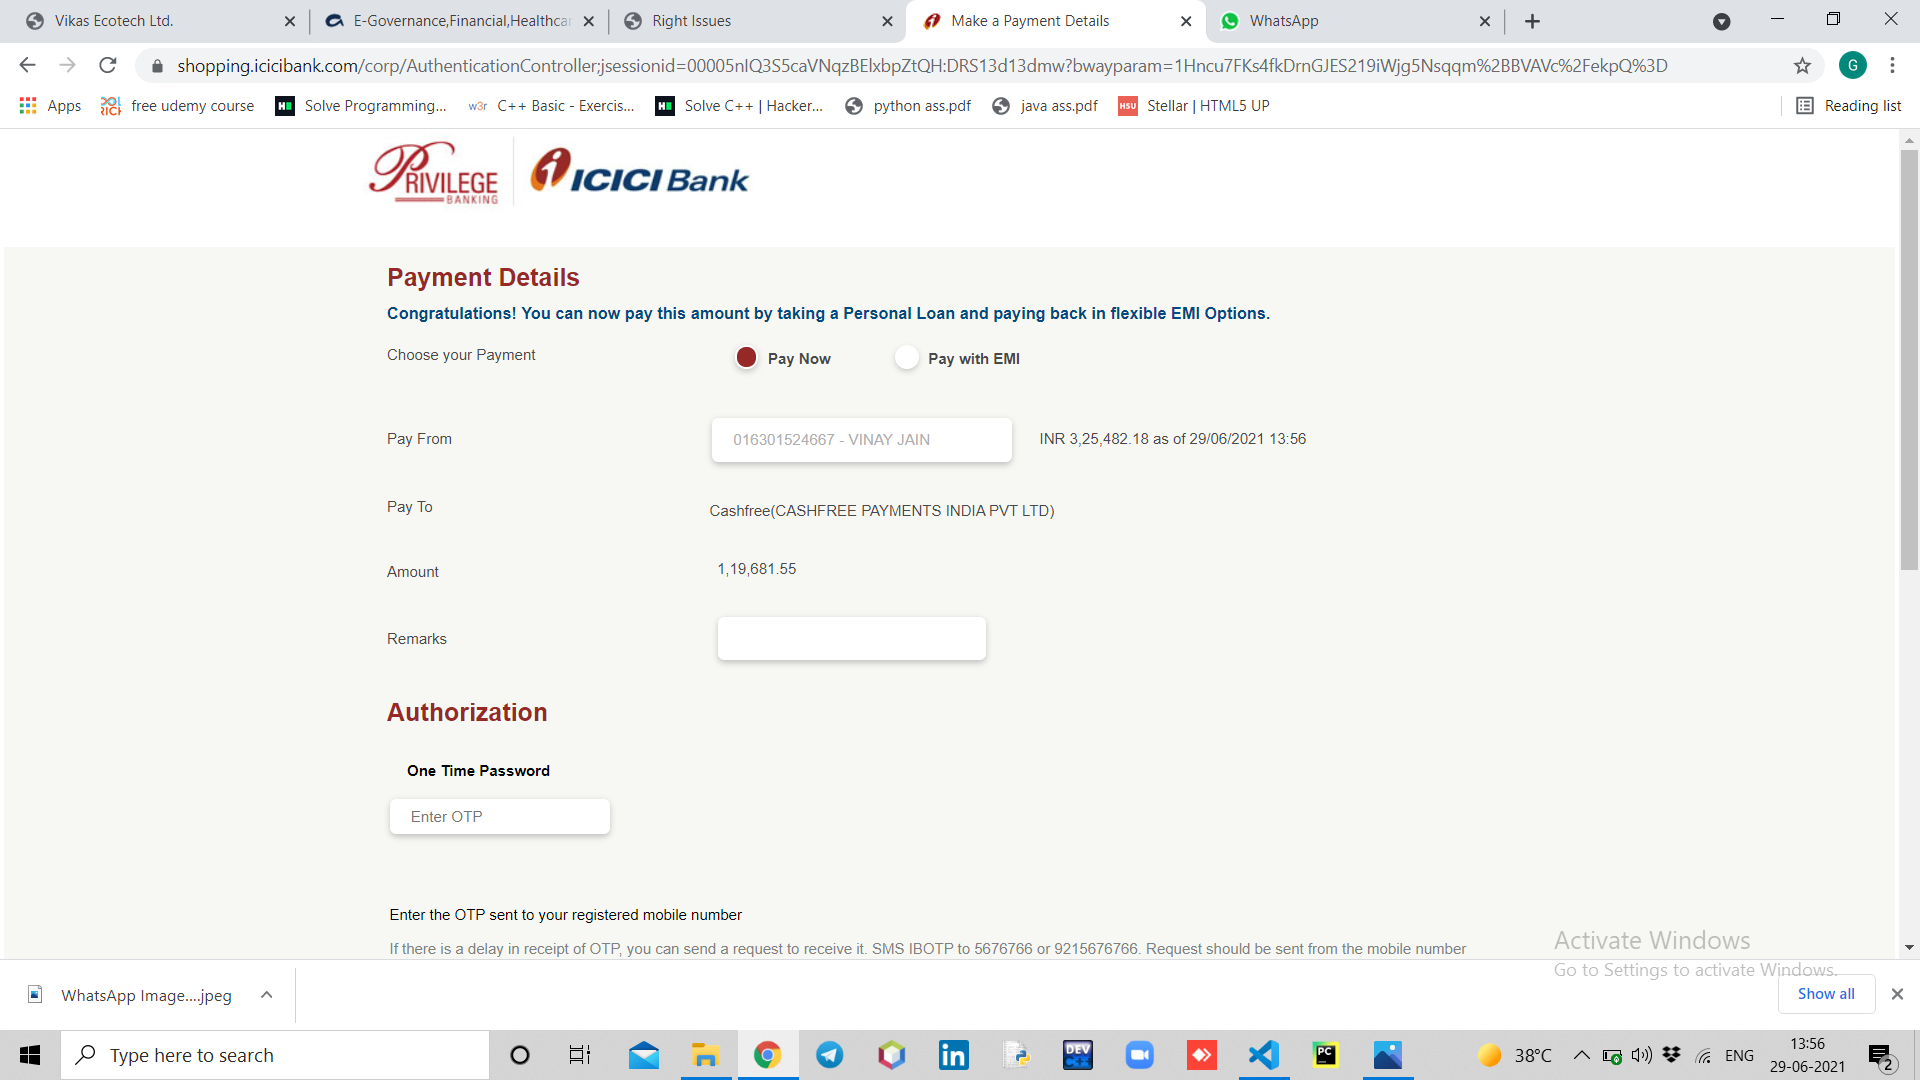 Vikas Ecotech Ltd.
E-Governance,Financial,Healthcar
Right Issues
Make a Payment Details
WhatsApp
shopping.icicibank.com/corp/AuthenticationController;jsessionid=00005nIQ3S5caVNqzBElxbpZtQH:DRS13d13dmw?bwayparam=1Hncu7FKs4fkDrnGJES219iWjg5Nsqqm%2BBVAVc%2FekpQ%3D
G
Apps
free udemy course
Solve Programming...
w3r C++ Basic - Exercis...
Solve C++ | Hacker...
python ass.pdf
java ass.pdf
HSU Stellar | HTML5 UP
Reading list
PRIVILEGE
BANKING
ICICI Bank
Payment Details
Congratulations! You can now pay this amount by taking a Personal Loan and paying back in flexible EMI Options.
Choose your Payment Pay Now Pay with EMI
Pay From 016301524667 - VINAY JAIN INR 3,25,482.18 as of 29/06/2021 13:56
Pay To Cashfree(CASHFREE PAYMENTS INDIA PVT LTD)
Amount 1,19,681.55
Remarks
Authorization
One Time Password
Enter OTP
Enter the OTP sent to your registered mobile number
If there is a delay in receipt of OTP, you can send a request to receive it. SMS IBOTP to 5676766 or 9215676766. Request should be sent from the mobile number
Activate Windows
Go to Settings to activate Windows.
WhatsApp Image....jpeg
Show all
Type here to search
DEV
C++
PC
38°C
ENG
13:56
29-06-2021
2